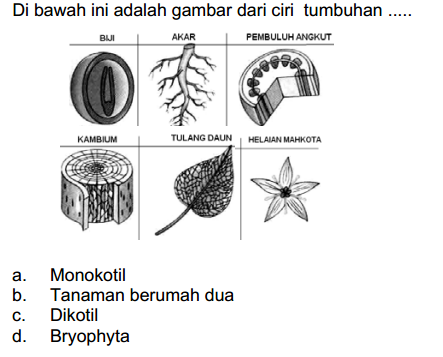 Di bawah ini adalah gambar dari ciri tumbuhan .....
BIJI AKAR PEMBULUH ANGKUT
KAMBIUM TULANG DAUN HELAIAN MAHKOTA
a. Monokotil
b. Tanaman berumah dua
c. Dikotil
d. Bryophyta